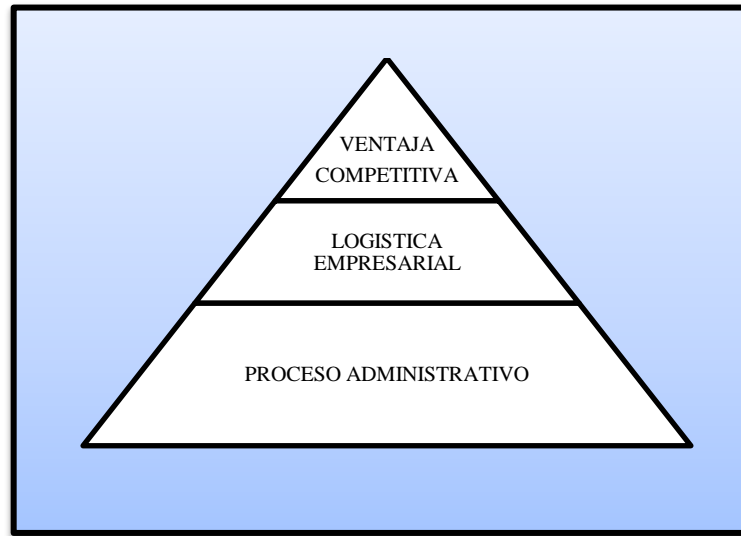 VENTAJA
COMPETITIVA
LOGISTICA
EMPRESARIAL
PROCESO ADMINISTRATIVO